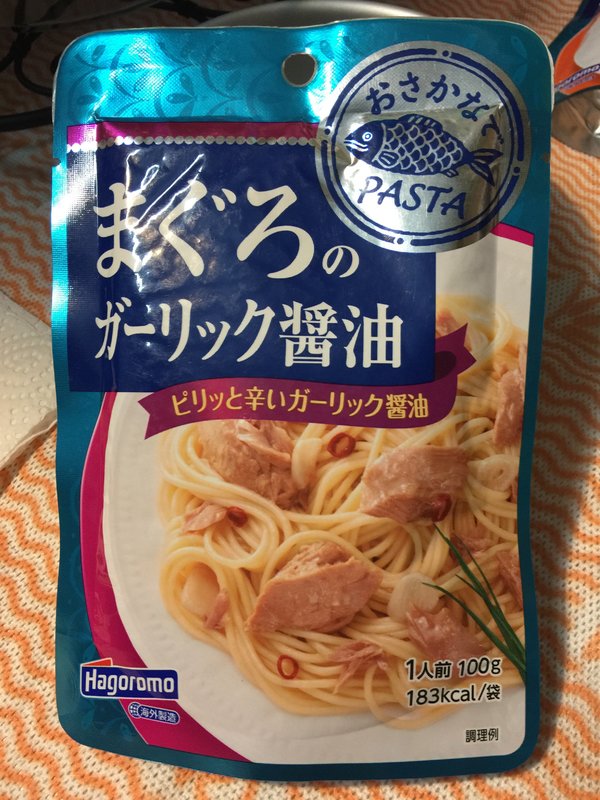 おさかなで
PASTA
まぐろの
ガーリック醤油
ピリッと辛いガーリック醤油
1人前 100g
183kcal/袋
Hagoromo
海外製造
調理例
Hagoromo